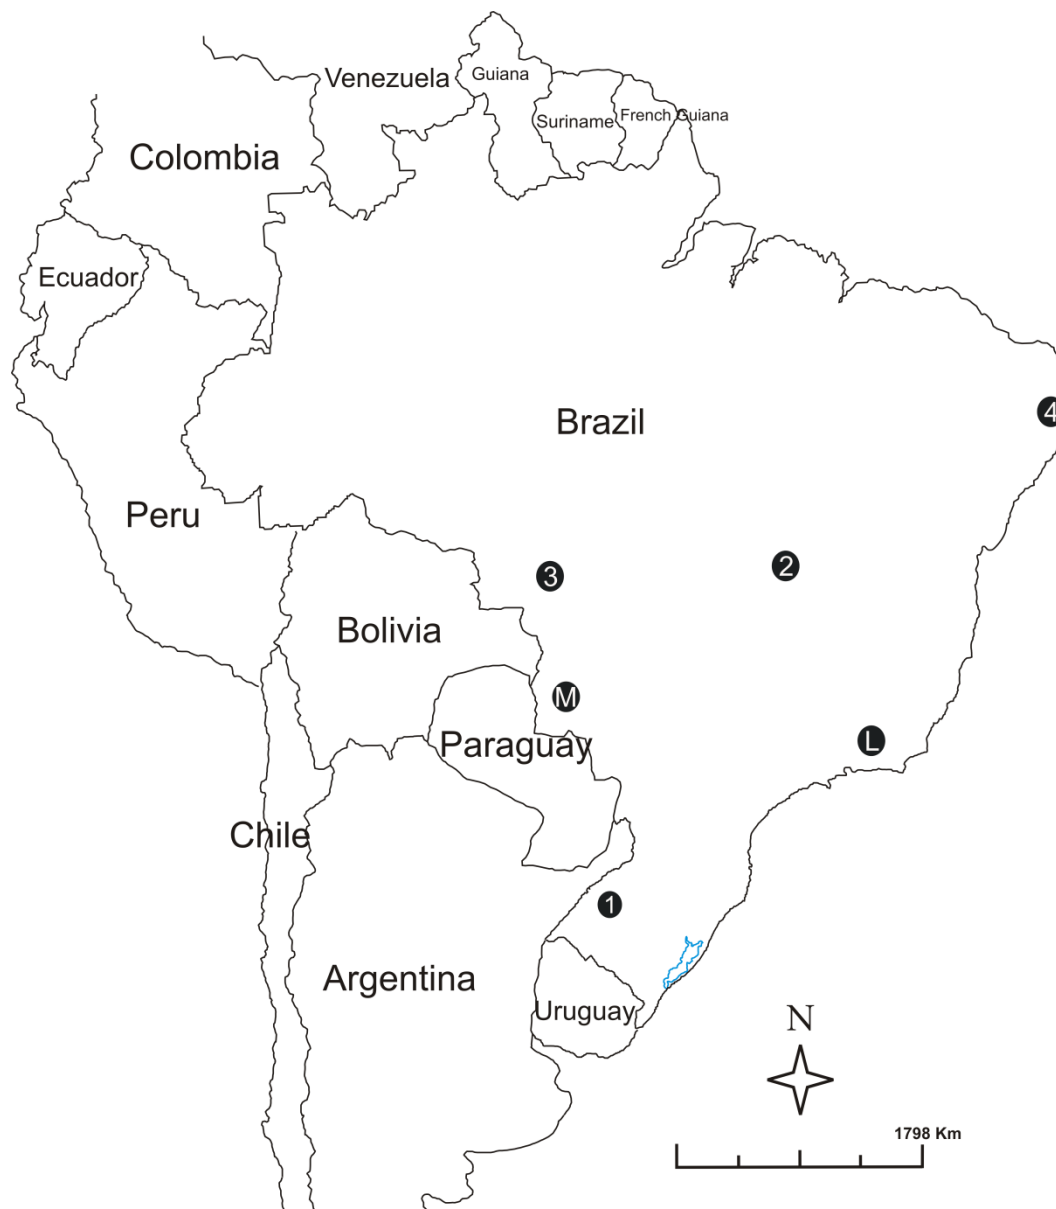 Venezuela
Guiana
Suriname
French Guiana
Colombia
Ecuador
Brazil
4
Peru
3
2
Bolivia
M
L
Paraguay
Chile
1
Argentina
Uruguay
N
1798 Km